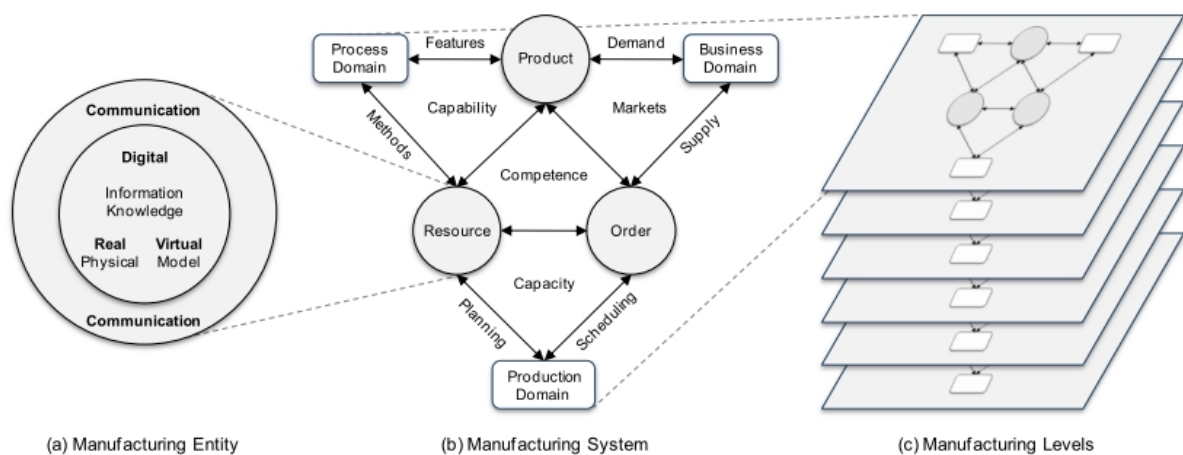 Communication
Digital
Information
Knowledge
Real
Physical
Virtual
Model
Communication
(a) Manufacturing Entity
Process
Domain
Features
Product
Demand
Business
Domain
Capability
Markets
Methods
Supply
Competence
Resource
Order
Capacity
Planning
Scheduling
Production
Domain
(b) Manufacturing System
(c) Manufacturing Levels